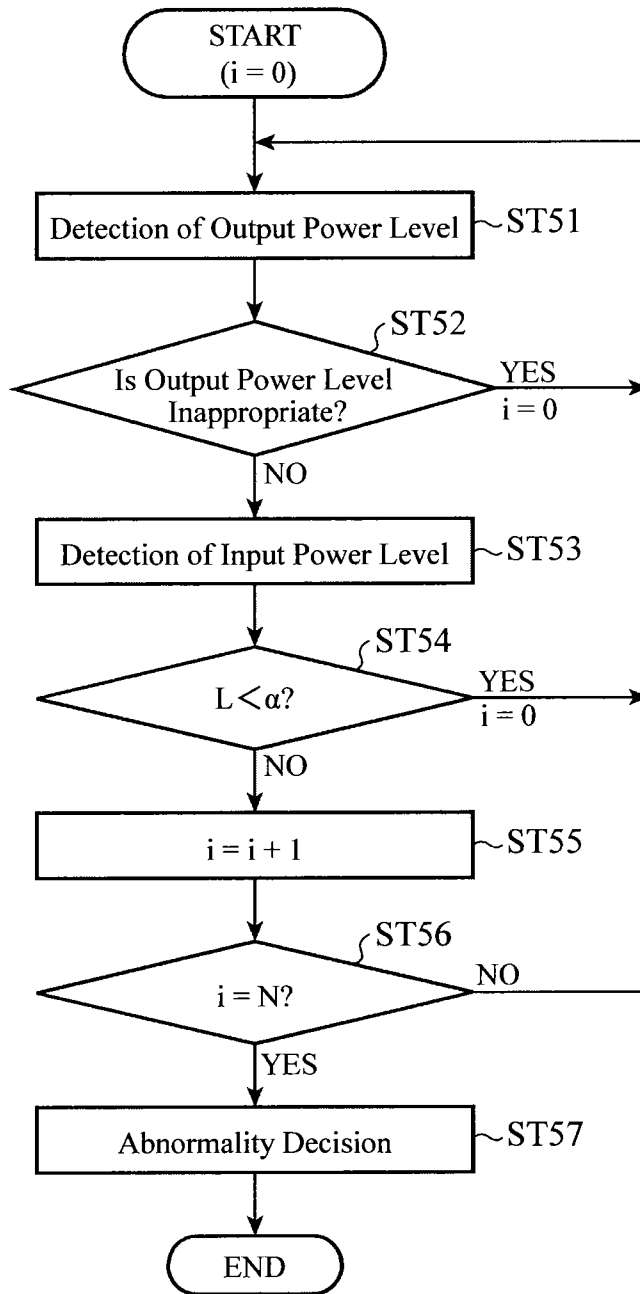 START
(i = 0)
Detection of Output Power Level
ST51
ST52
Is Output Power Level
Inappropriate?
YES
i = 0
NO
Detection of Input Power Level
ST53
ST54
L < α?
YES
i = 0
NO
i = i + 1
ST55
ST56
i = N?
NO
YES
Abnormality Decision
ST57
END